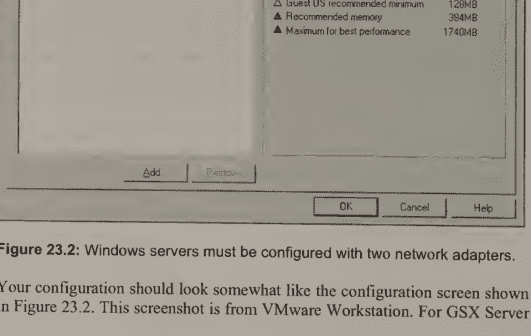 Guest OS recommended minimum 128MB
Recommended memory 384MB
Maximum for best performance 1740MB
Add Remove
OK Cancel Help
Figure 23.2: Windows servers must be configured with two network adapters.
Your configuration should look somewhat like the configuration screen shown
in Figure 23.2. This screenshot is from VMware Workstation. For GSX Server